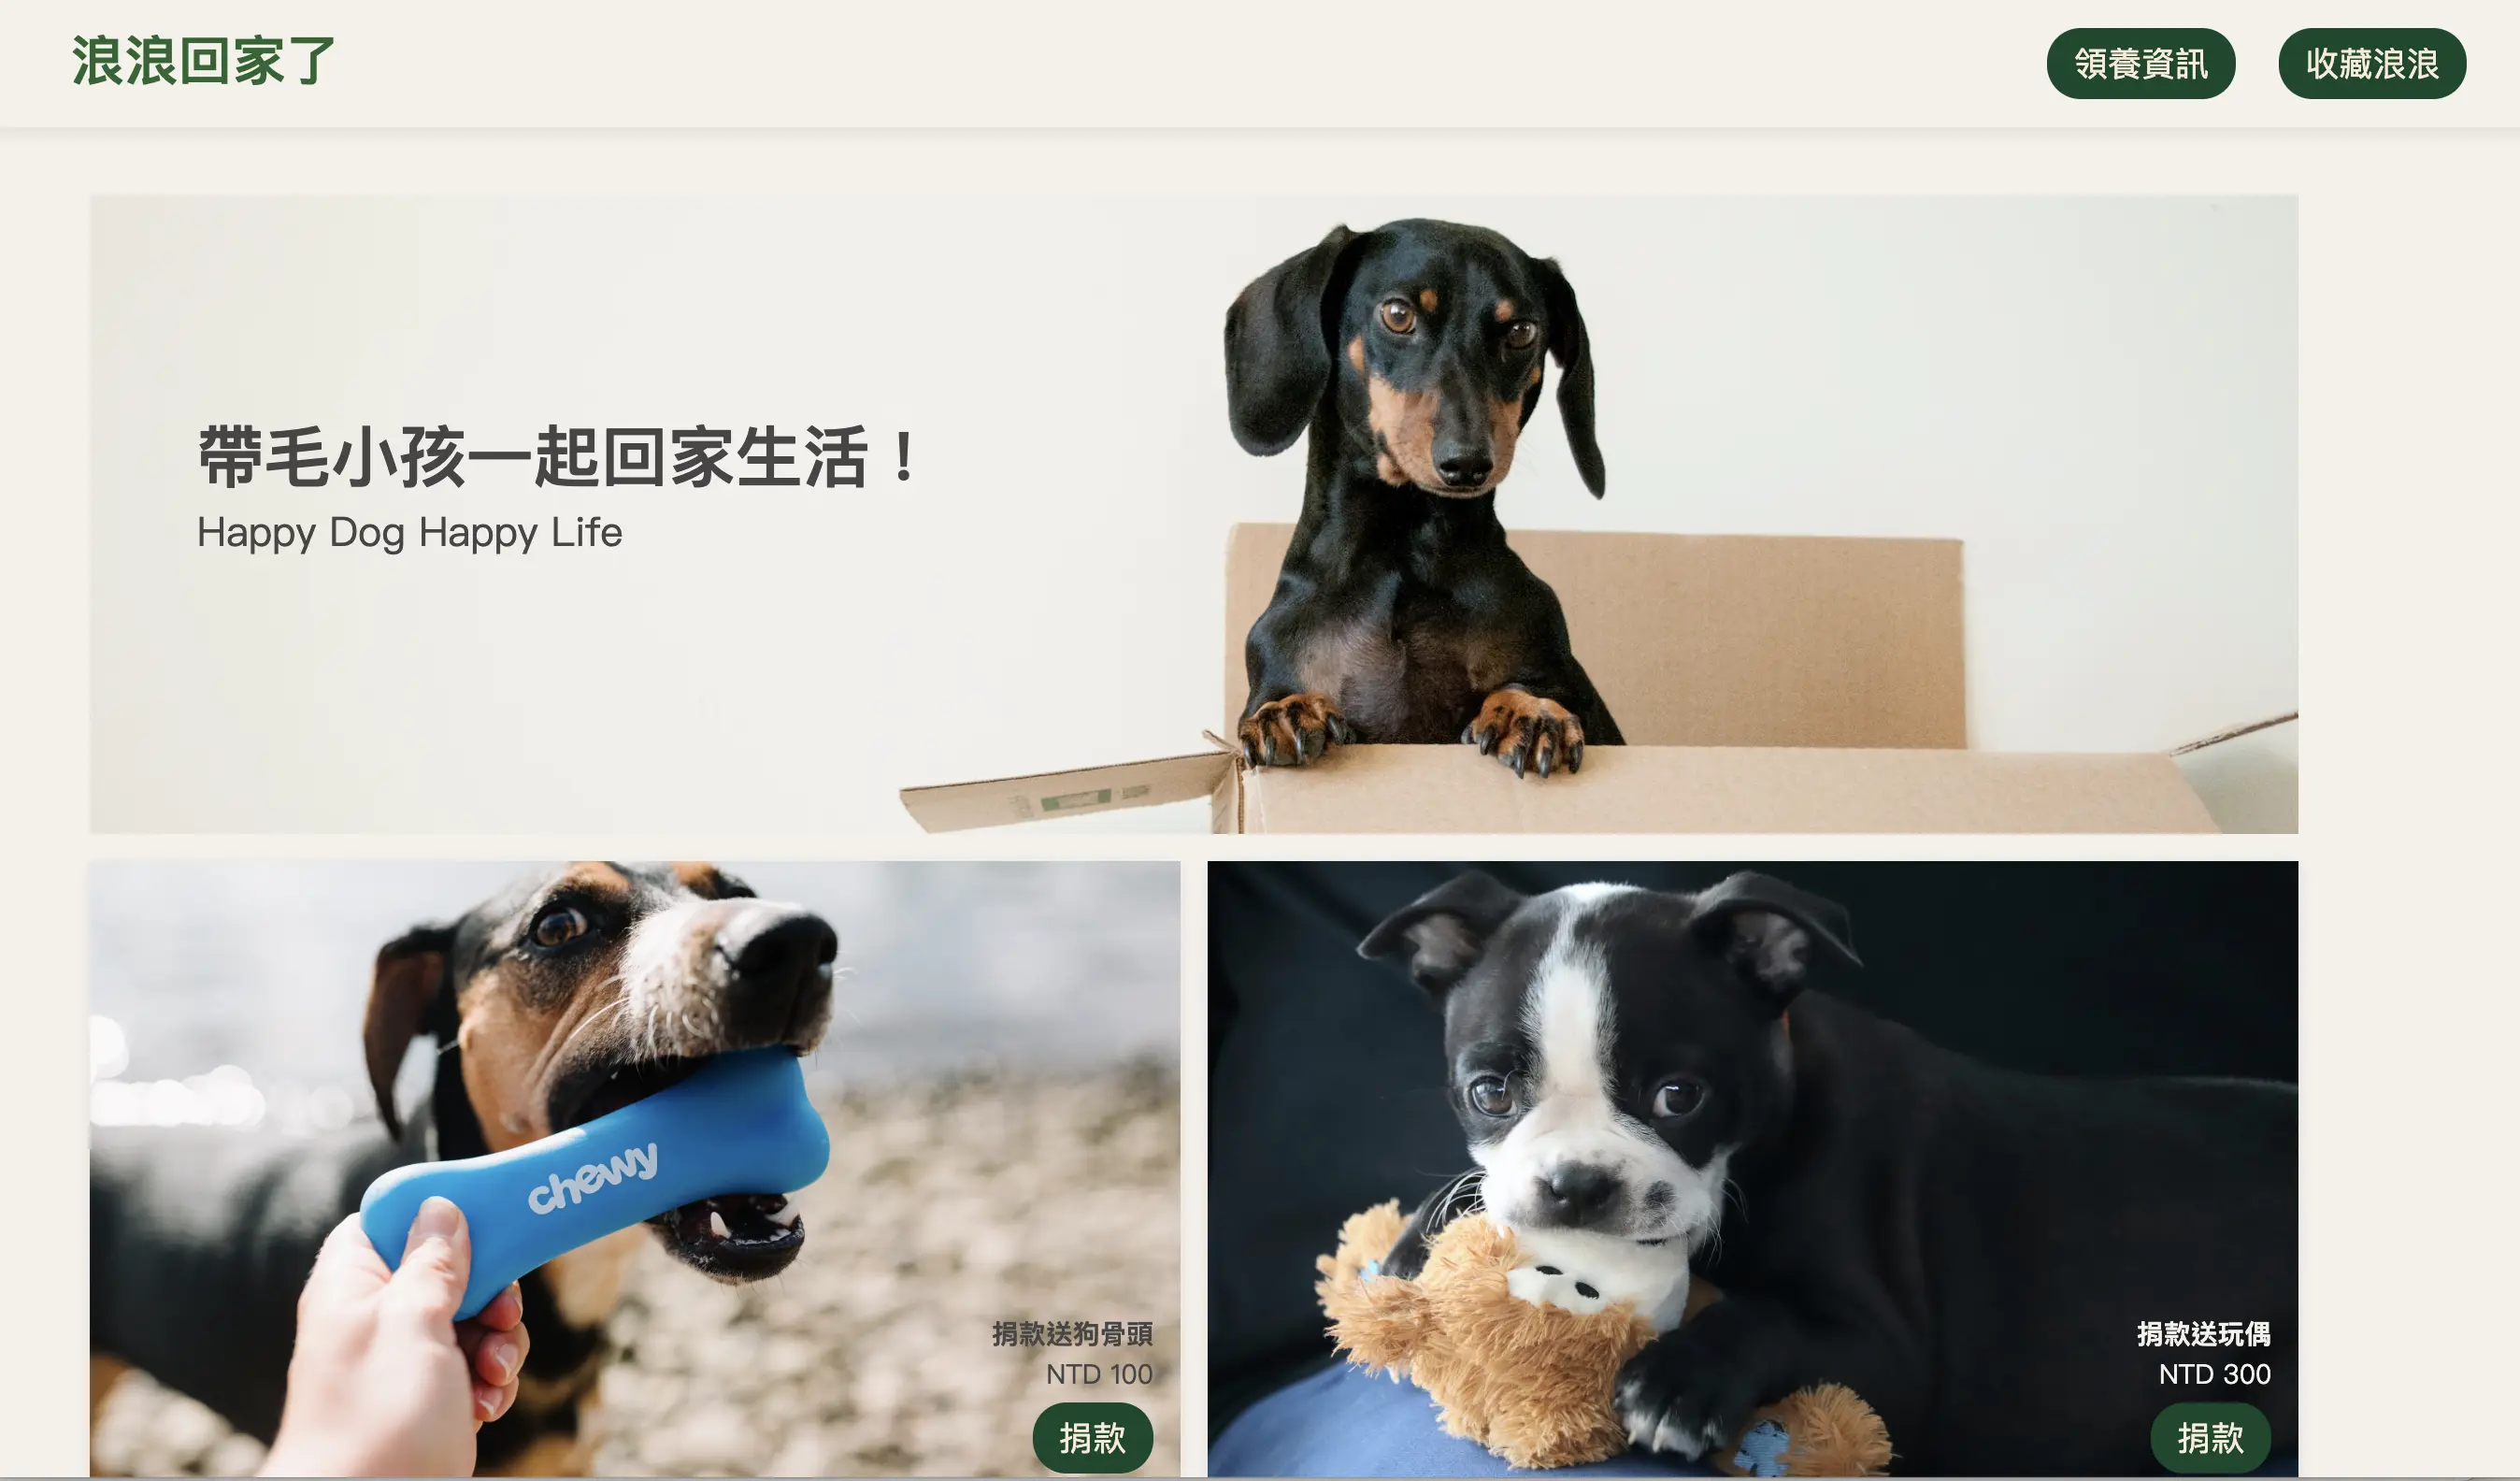 浪浪回家了
領養資訊
收藏浪浪
帶毛小孩一起回家生活！
Happy Dog Happy Life
chewy
捐款送狗骨頭
NTD 100
捐款
捐款送玩偶
NTD 300
捐款